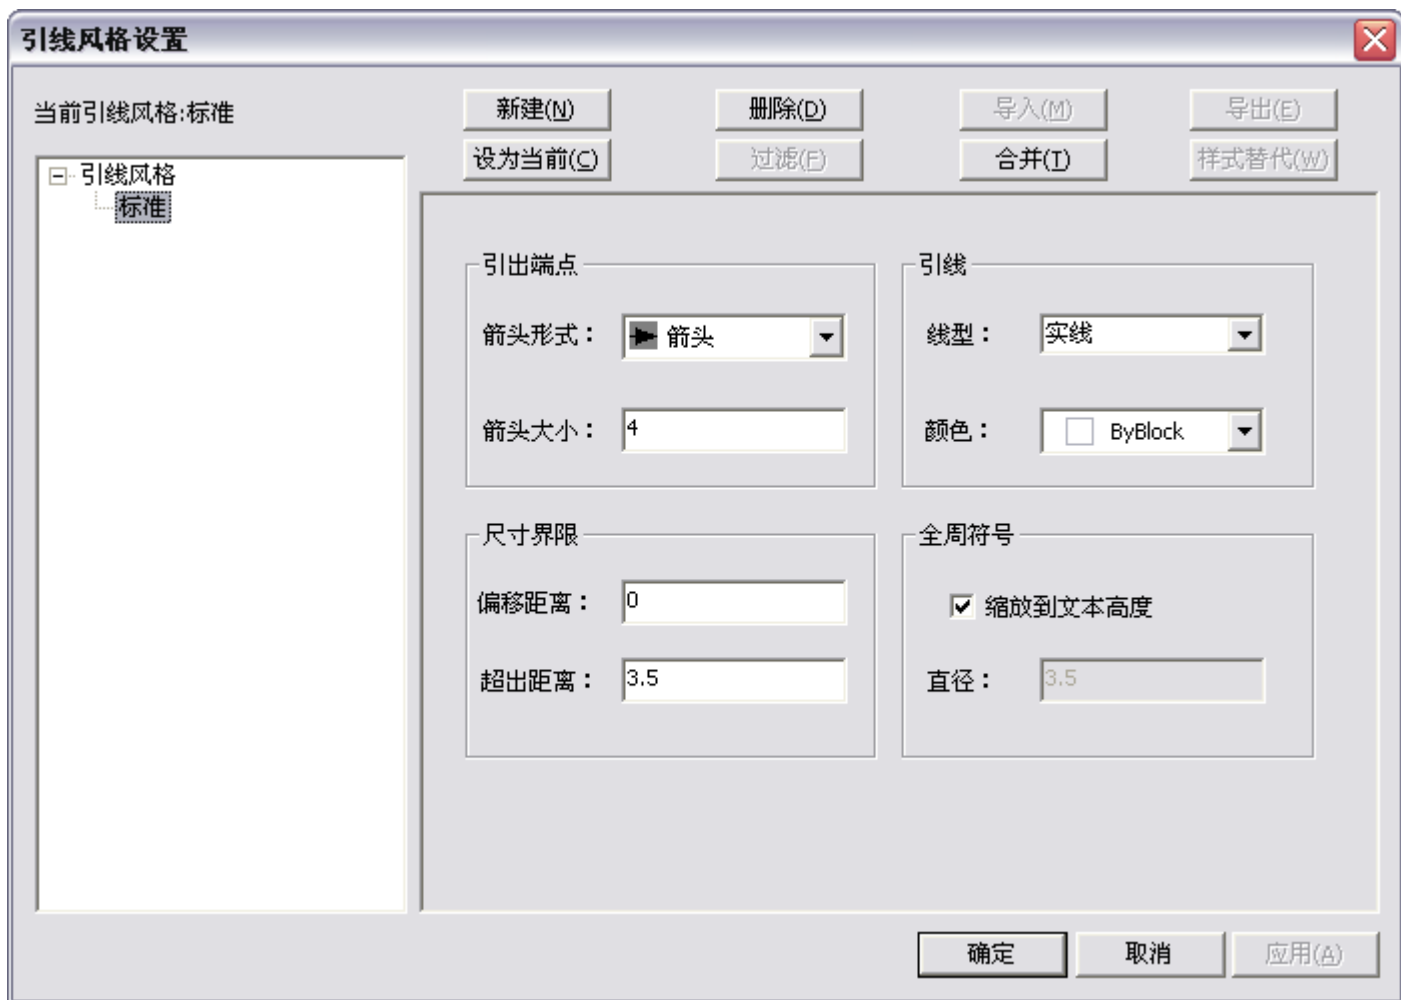 引线风格设置
当前引线风格:标准
新建(N) 删除(D) 导入(M) 导出(E)
设为当前(C) 过滤(F) 合并(T) 样式替代(W)
引线风格
标准
引出端点
箭头形式： 箭头
箭头大小： 4
引线
线型： 实线
颜色： ByBlock
尺寸界限
偏移距离： 0
超出距离： 3.5
全周符号
缩放到文本高度
直径： 3.5
确定 取消 应用(A)